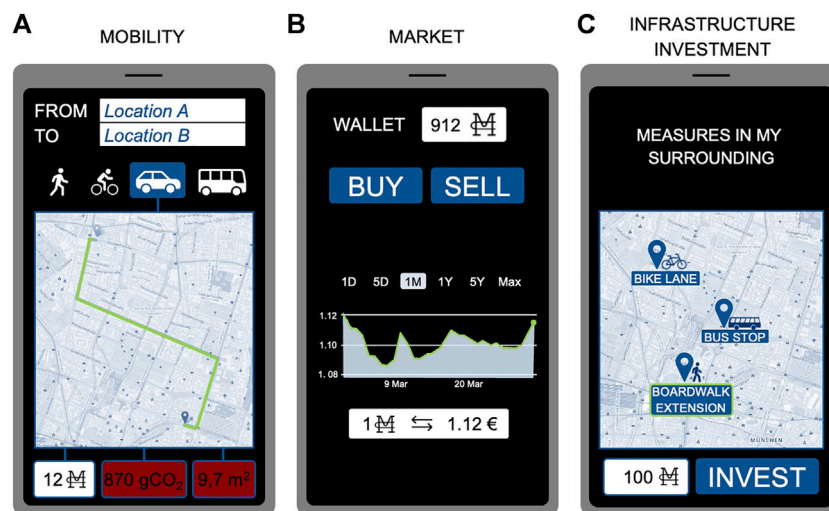 A
MOBILITY
FROM Location A
TO Location B
12 M
870 gCO₂
9,7 m²
B
MARKET
WALLET 912 M
BUY SELL
1D 5D 1M 1Y 5Y Max
1.12
1.10
1.08
9 Mar 20 Mar
1 M ⇆ 1.12 €
C
INFRASTRUCTURE
INVESTMENT
MEASURES IN MY
SURROUNDING
BIKE LANE
BUS STOP
BOARDWALK
EXTENSION
MÜNCHEN
100 M INVEST